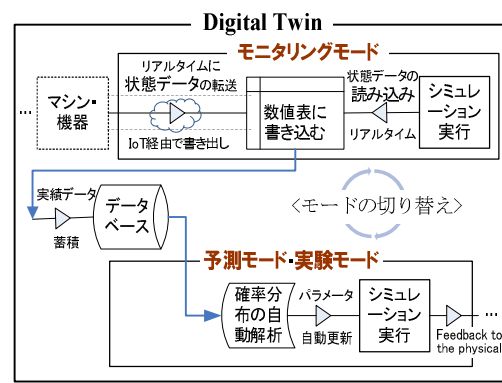 Digital Twin
モニタリングモード
リアルタイムに
状態データの転送
マシン・
機器
...
IoT経由で書き出し
数値表に
書き込む
状態データの
読み込み
リアルタイム
シミュ
レーション
実行
実績データ
蓄積
データ
ベース
<モードの切り替え>
予測モード・実験モード
確率分
布の自
動解析
パラメータ
自動更新
シミュ
レーション
実行
...
Feedback to
the physical